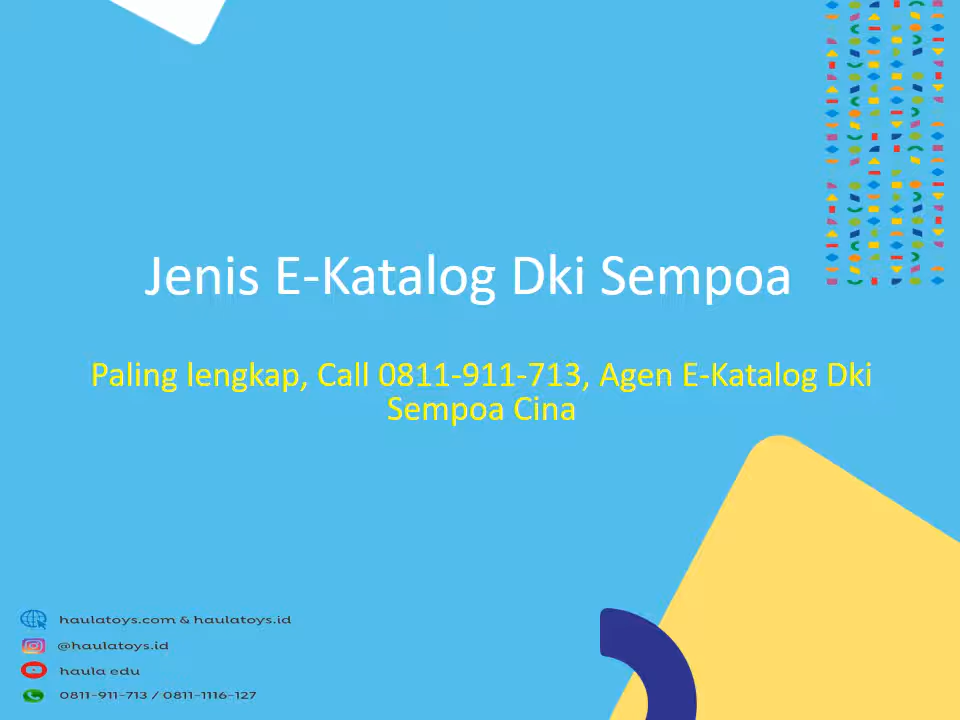 Jenis E-Katalog Dki Sempoa
Paling lengkap, Call 0811-911-713, Agen E-Katalog Dki
Sempoa Cina
haulatoys.com & haulatoys.id
@haulatoys.id
haula edu
0811-911-713 / 0811-1116-127